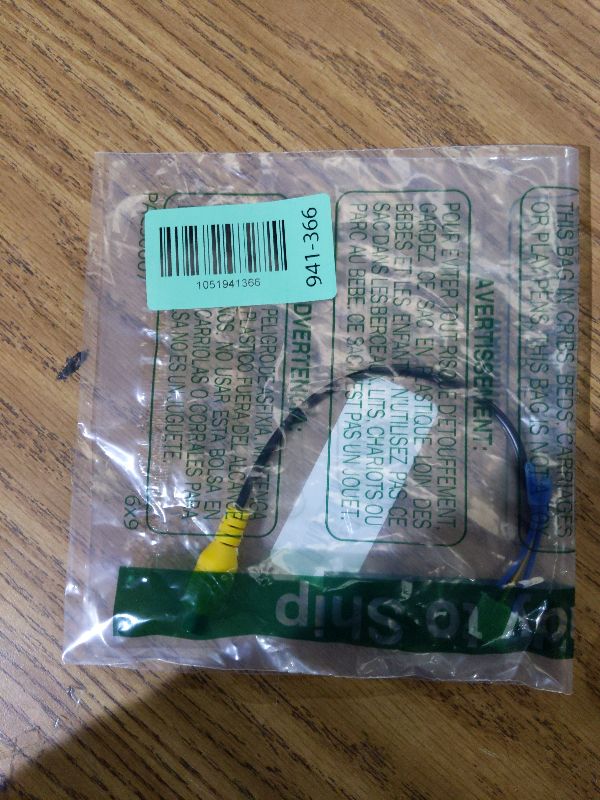 1051941366
941-366
THIS BAG IN CRIBS, BEDS, CARRIAGES
OR PLAY PENS. THIS BAG IS NOT A
AVERTISSEMENT:
POUR EVITER TOUT RISQUE D'ETOUFFEMENT,
GARDEZ CE SAC EN PLASTIQUE LOIN DES
BEBES ET LES ENFANTS. N'UTILISEZ PAS CE
SAC DANS LES BERCEAUX, LITS, CHARIOTS OU
PARC AU BEBE. CE SAC N'EST PAS UN JOUET.
ADVERTENCIA:
PELIGRO DE ASFIXIA. MANTENGA
PLASTICO FUERA DEL ALCANCE
NO USAR ESTA BOLSA EN
CARRIOLAS O CORRALES PARA
NO ES UN JUGUETE.
6X9
to Ship